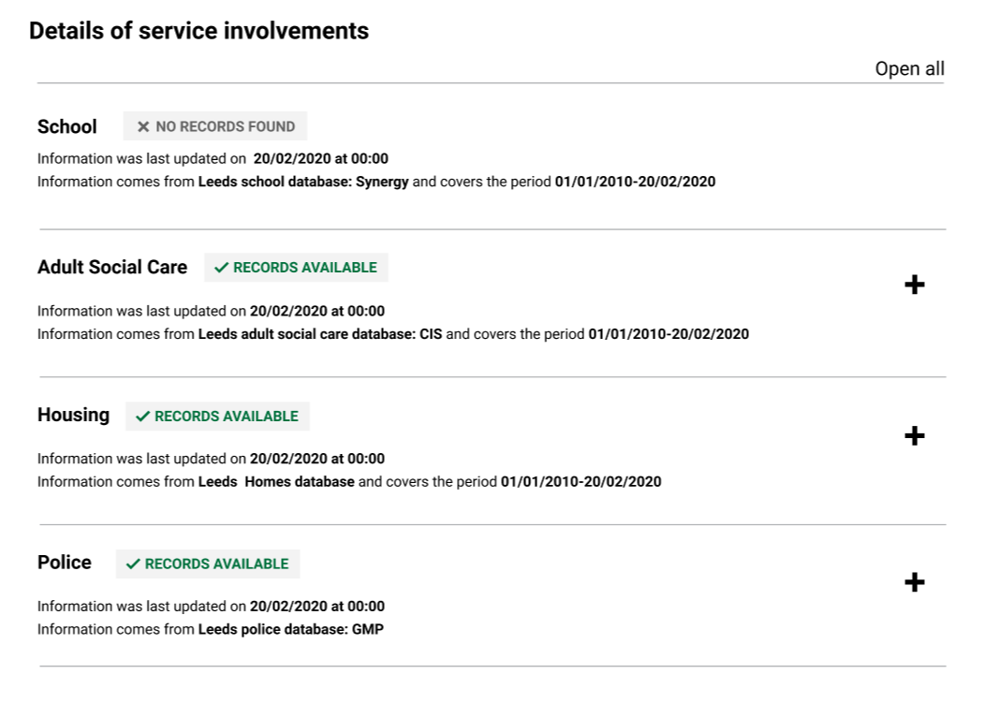 Details of service involvements
Open all
School
NO RECORDS FOUND
Information was last updated on 20/02/2020 at 00:00
Information comes from Leeds school database: Synergy and covers the period 01/01/2010-20/02/2020
Adult Social Care
RECORDS AVAILABLE
Information was last updated on 20/02/2020 at 00:00
Information comes from Leeds adult social care database: CIS and covers the period 01/01/2010-20/02/2020
Housing
RECORDS AVAILABLE
Information was last updated on 20/02/2020 at 00:00
Information comes from Leeds Homes database and covers the period 01/01/2010-20/02/2020
Police
RECORDS AVAILABLE
Information was last updated on 20/02/2020 at 00:00
Information comes from Leeds police database: GMP